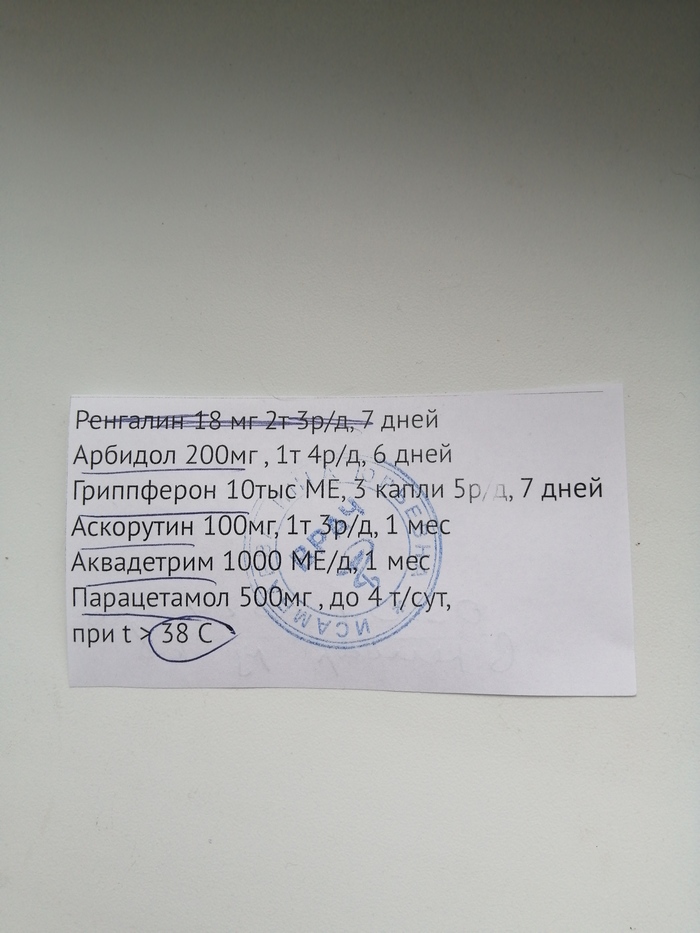 Ренгалин 18 мг 2т 3р/д, 7 дней
Арбидол 200мг , 1т 4р/д, 6 дней
Гриппферон 10тыс МЕ, 3 капли 5р/д, 7 дней
Аскорутин 100мг, 1т 3р/д, 1 мес
Аквадетрим 1000 МЕ/д, 1 мес
Парацетамол 500мг , до 4 т/сут,
при t > 38 С
ВРАЧ